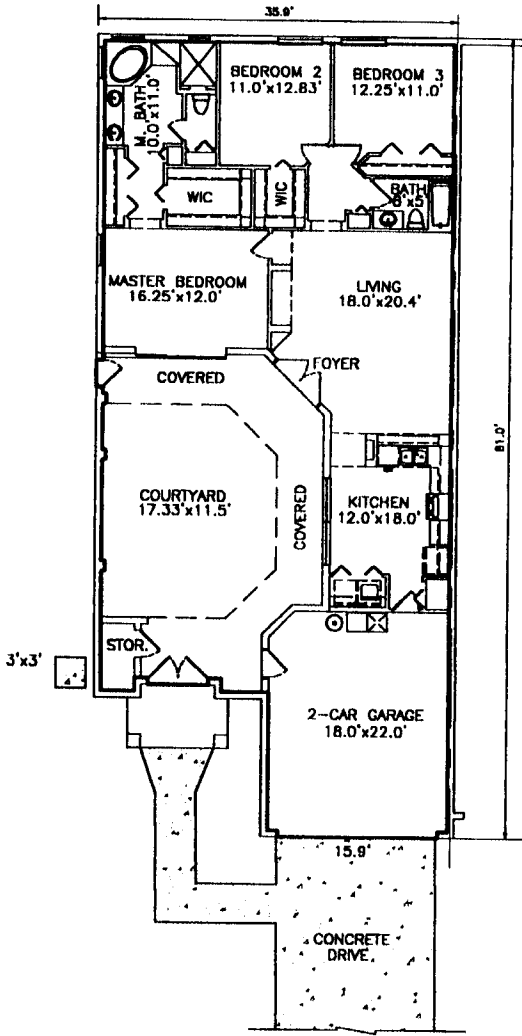 35.9'
BEDROOM 2
11.0'x12.83'
BEDROOM 3
12.25'x11.0'
M. BATH
10.0'x11.0'
WIC
WIC
BATH
8'x5'
MASTER BEDROOM
16.25'x12.0'
LIVING
18.0'x20.4'
FOYER
COVERED
81.0'
COURTYARD
17.33'x11.5'
COVERED
KITCHEN
12.0'x18.0'
STOR.
3'x3'
2-CAR GARAGE
18.0'x22.0'
15.9'
CONCRETE
DRIVE